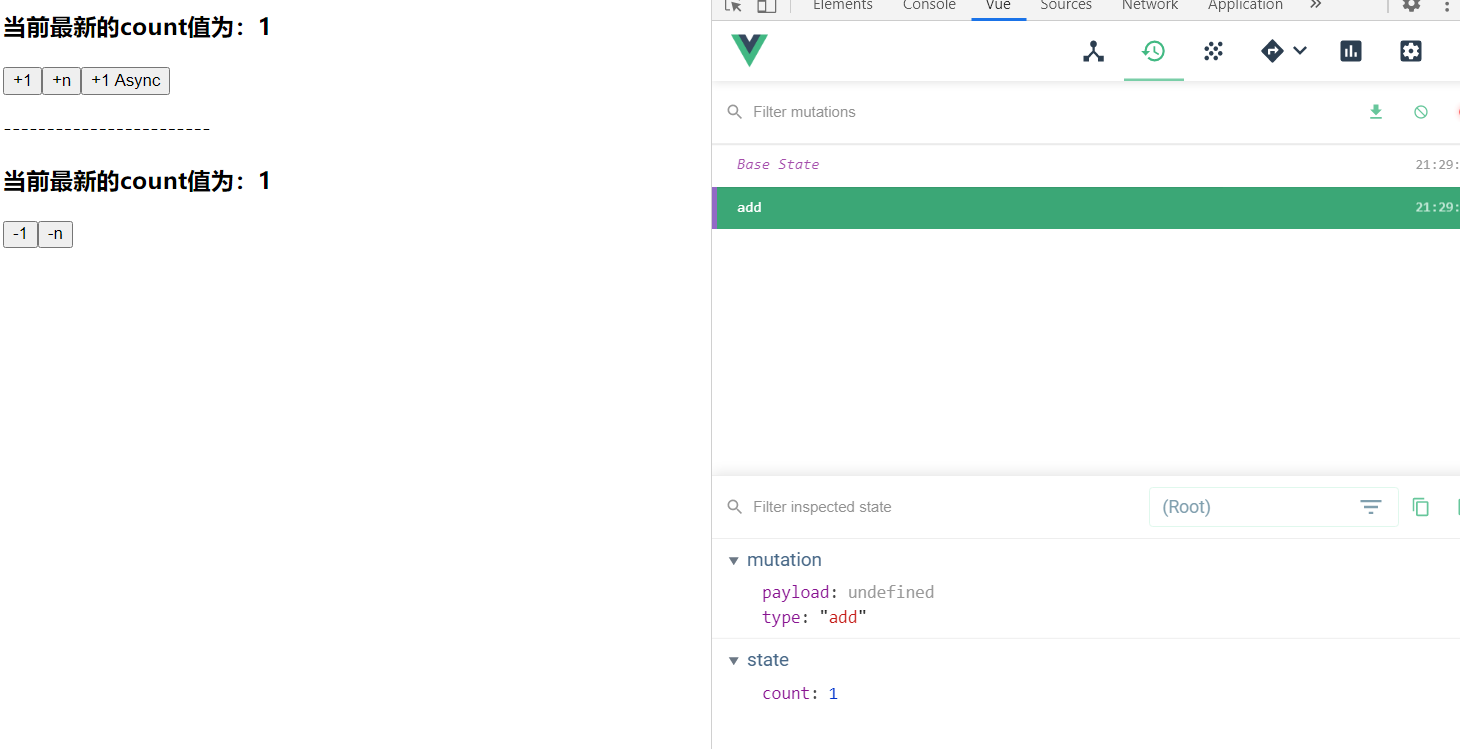 当前最新的count值为：1
+1 +n +1 Async
------------------------
当前最新的count值为：1
-1 -n
Elements Console Vue Sources Network Application »
Filter mutations
Base State 21:29:
add 21:29:
Filter inspected state (Root)
mutation
payload: undefined
type: "add"
state
count: 1